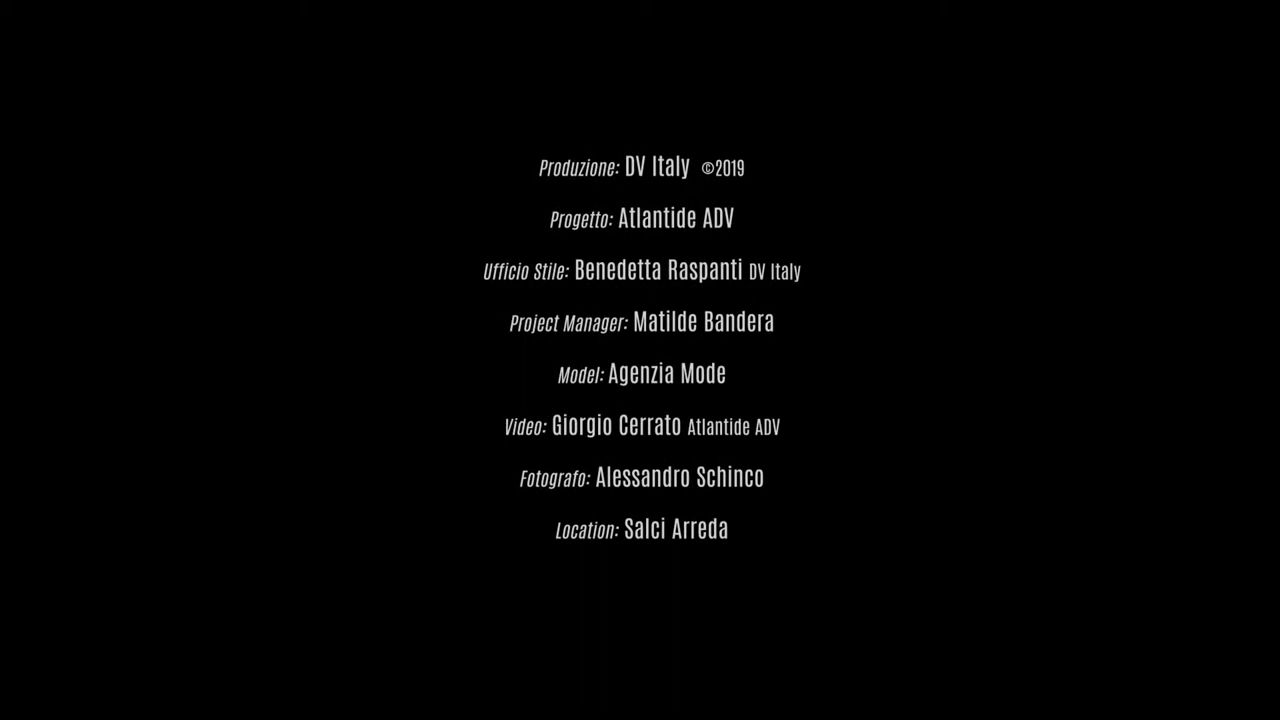 Produzione: DV Italy ©2019
Progetto: Atlantide ADV
Ufficio Stile: Benedetta Raspanti DV Italy
Project Manager: Matilde Bandera
Model: Agenzia Mode
Video: Giorgio Cerrato Atlantide ADV
Fotografo: Alessandro Schinco
Location: Salci Arreda